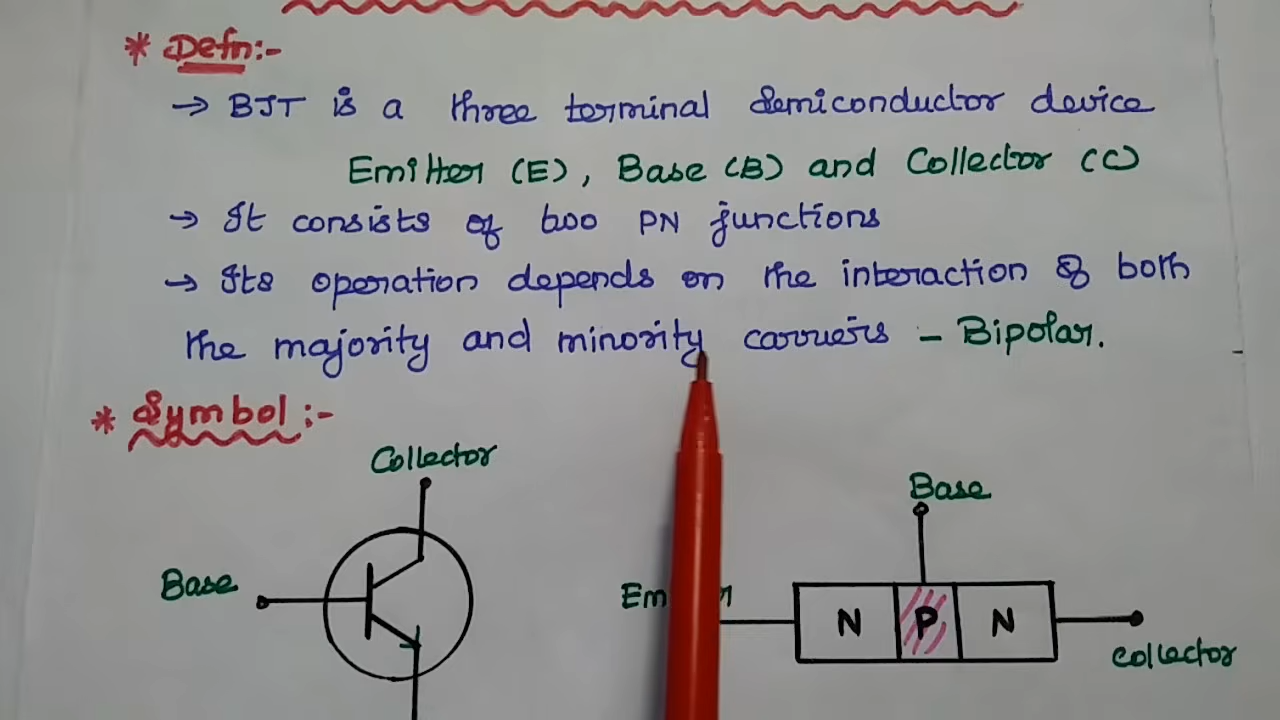 * Defn:-
→ BJT is a three terminal semiconductor device
Emitter (E), Base (B) and Collector (C)
→ It consists of two PN junctions
→ Its operation depends on the interaction of both
the majority and minority carriers - Bipolar.
* Symbol :-
Collector
Base
Base
Emitter
N P N
Collector